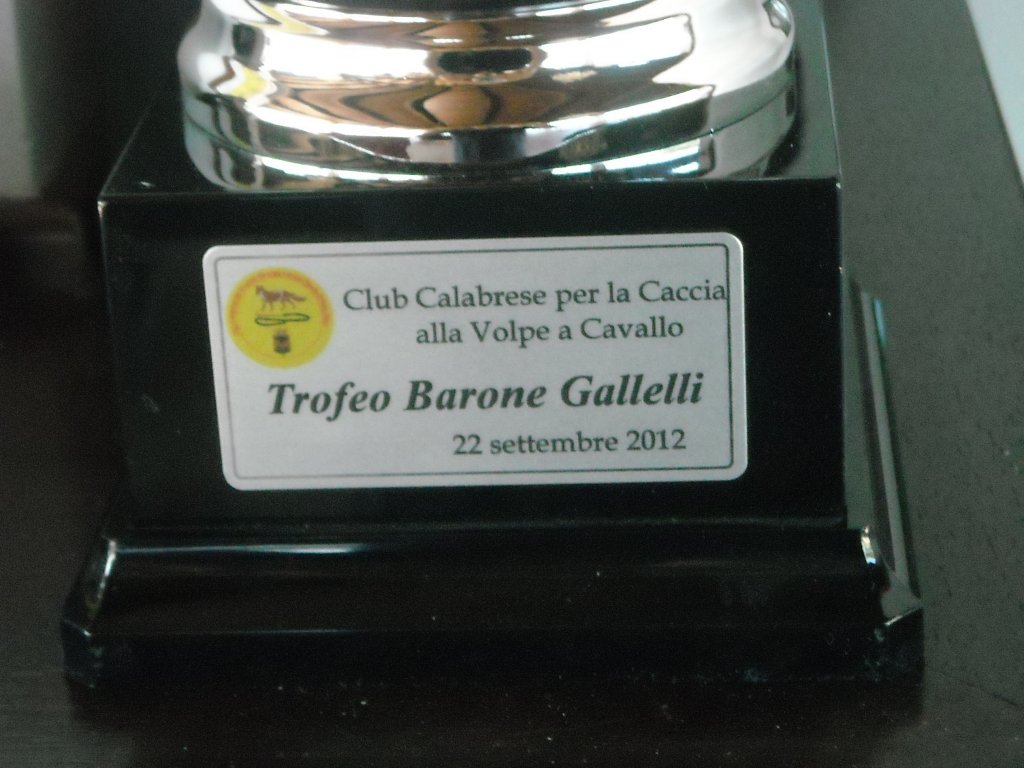 Club Calabrese per la Caccia
alla Volpe a Cavallo
Trofeo Barone Gallelli
22 settembre 2012